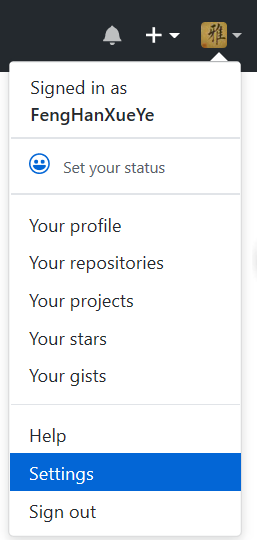 雅
Signed in as
FengHanXueYe
Set your status
Your profile
Your repositories
Your projects
Your stars
Your gists
Help
Settings
Sign out